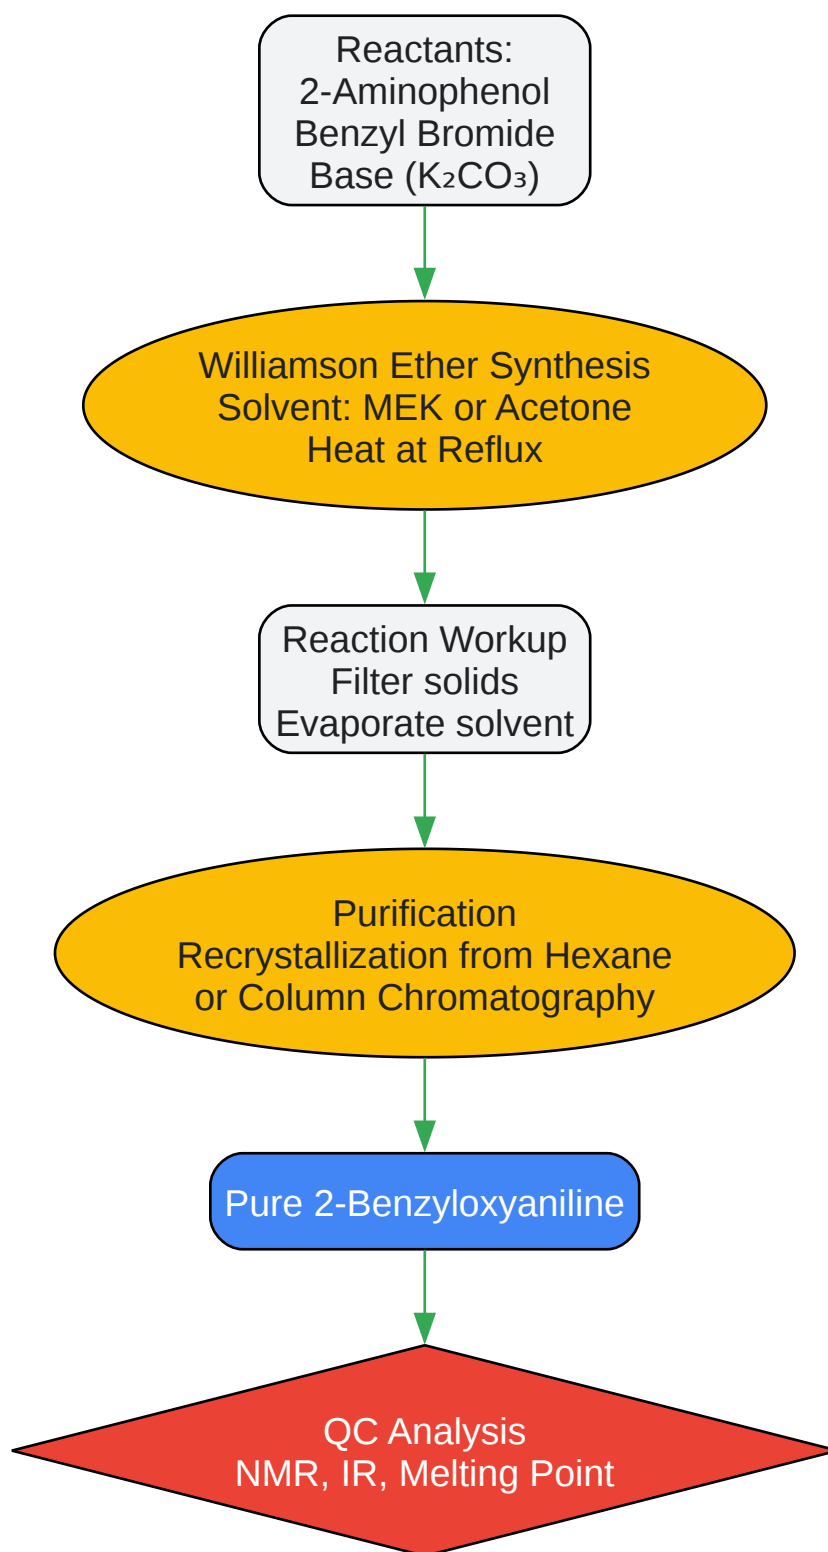 Reactants:
2-Aminophenol
Benzyl Bromide
Base (K₂CO₃)
Williamson Ether Synthesis
Solvent: MEK or Acetone
Heat at Reflux
Reaction Workup
Filter solids
Evaporate solvent
Purification
Recrystallization from Hexane
or Column Chromatography
Pure 2-Benzyloxyaniline
QC Analysis
NMR, IR, Melting Point